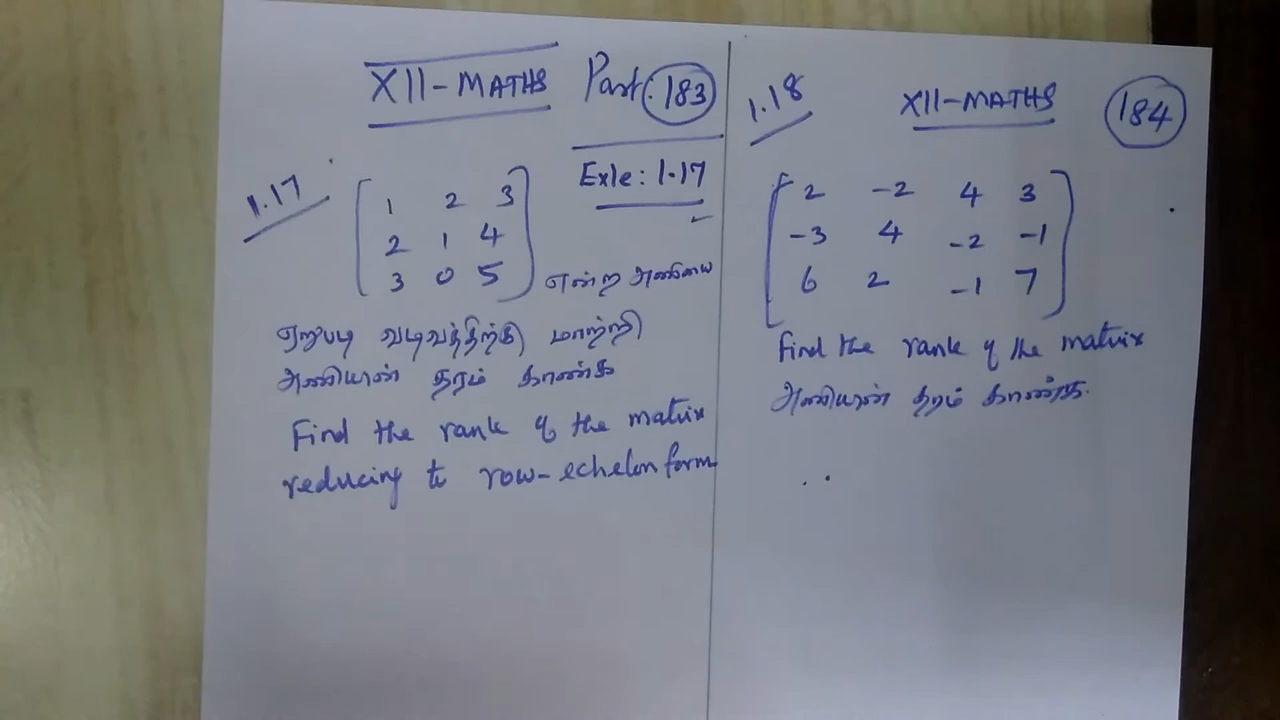 XII-MATHS Part 183
Exle: 1.17
1.17
1 2 3
2 1 4
3 0 5 என்ற அணியை
ஏறுபடி வடிவத்திற்கு மாற்றி
அணியின் தரம் காண்க
Find the rank of the matrix
reducing to row-echelon form
1.18 XII-MATHS 184
2 -2 4 3
-3 4 -2 -1
6 2 -1 7
Find the rank of the matrix
அணியின் தரம் காண்க.